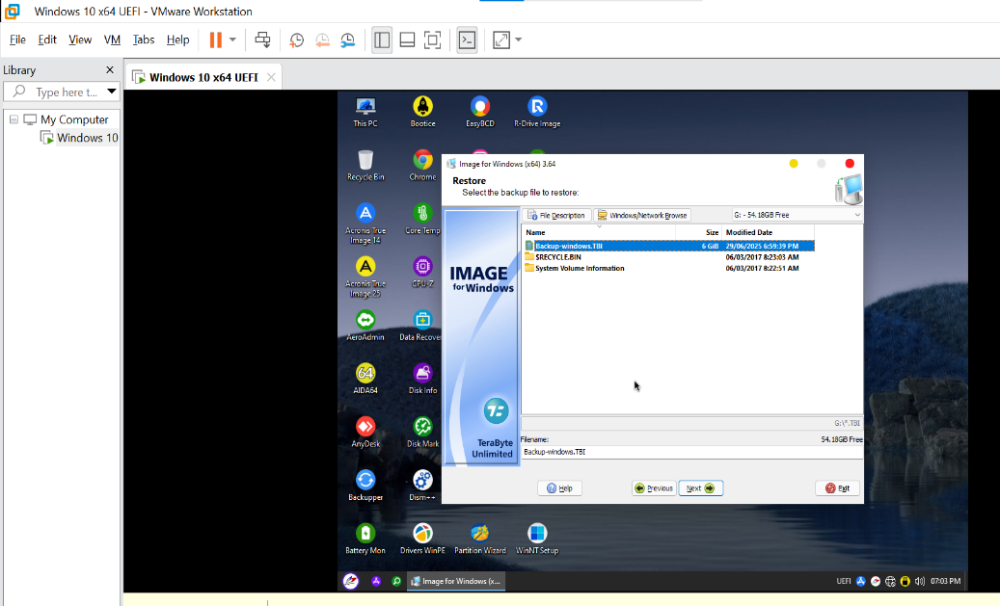 Windows 10 x64 UEFI - VMware Workstation
File Edit View VM Tabs Help
Library
Windows 10 x64 UEFI
Type here t...
My Computer
Windows 10
This PC
Bootice
EasyBCD
R-Drive Image
Recycle Bin
Chrome
Acronis True
Image 14
Core Temp
Acronis True
Image 25
CPU-Z
AeroAdmin
Data Recove
64
AIDA64
Disk Info
AnyDesk
Disk Mark
Backupper
Dism++
Battery Mon
Drivers WinPE
Partition Wizard
WinNT Setup
Image for Windows (x64) 3.64
Restore
Select the backup file to restore:
File Description
Windows/Network Browse
G: - 54.18GiB Free
Name Size Modified Date
Backup-windows.TBI 6 GiB 29/06/2025 6:59:39 PM
$RECYCLE.BIN 06/03/2017 8:23:03 AM
System Volume Information 06/03/2017 8:22:51 AM
IMAGE
for Windows
TeraByte
Unlimited
G:\*.TBI
Filename: 54.18GiB Free
Backup-windows.TBI
Help
Previous
Next
Exit
Image for Windows (x...
UEFI
07:03 PM